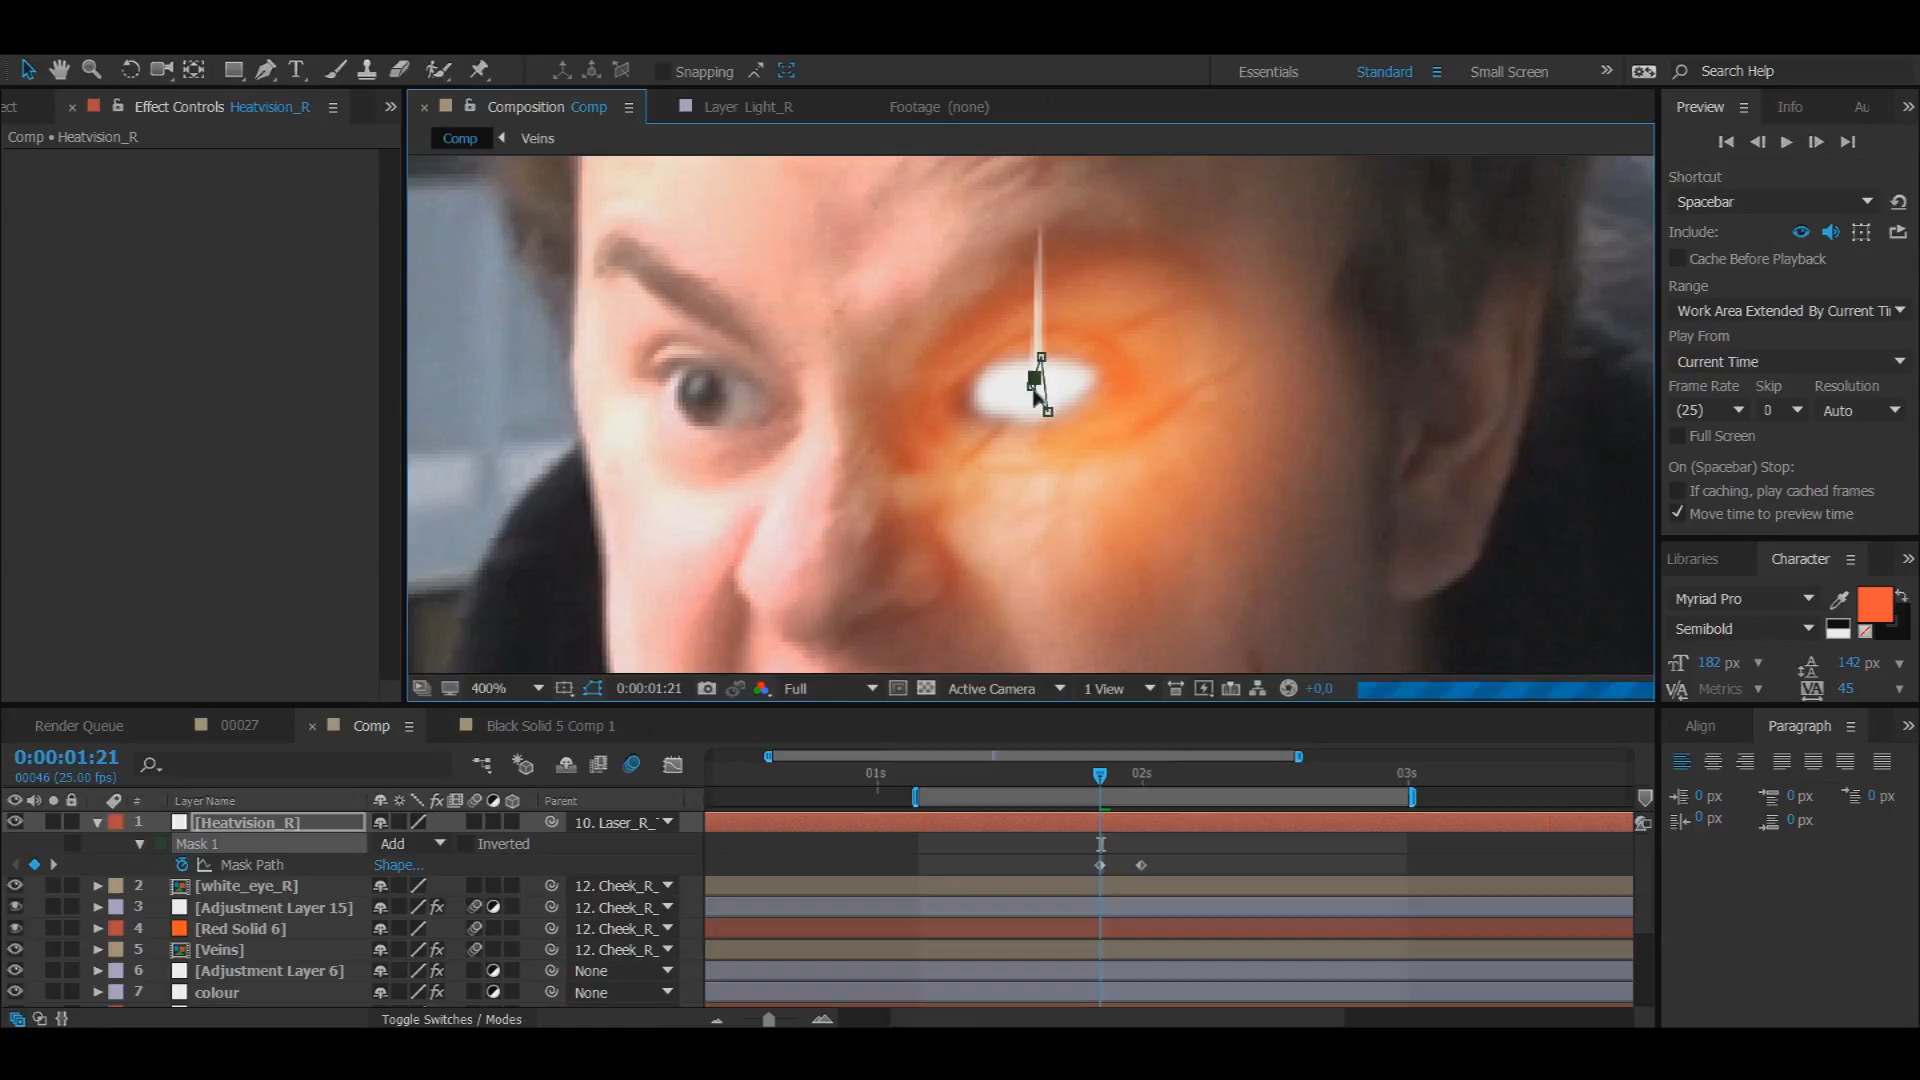 T
Snapping
Essentials
Standard
Small Screen
Search Help
ect
Effect Controls Heatvision_R
Composition Comp
Layer Light_R
Footage (none)
Preview
Info
Au
Comp • Heatvision_R
Comp
Veins
Shortcut
Spacebar
Include:
Cache Before Playback
Range
Work Area Extended By Current Ti
Play From
Current Time
Frame Rate
Skip
Resolution
(25)
0
Auto
Full Screen
On (Spacebar) Stop:
If caching, play cached frames
Move time to preview time
Libraries
Character
Myriad Pro
Semibold
182 px
142 px
Metrics
45
400%
0:00:01:21
Full
Active Camera
1 View
+0,0
Render Queue
00027
Comp
Black Solid 5 Comp 1
Align
Paragraph
0:00:01:21
00046 (25.00 fps)
01s
02s
03s
0 px
0 px
0 px
0 px
0 px
#
Layer Name
Parent
1
[Heatvision_R]
10. Laser_R_
Mask 1
Add
Inverted
Mask Path
Shape...
2
[white_eye_R]
12. Cheek_R_
3
[Adjustment Layer 15]
fx
12. Cheek_R_
4
[Red Solid 6]
12. Cheek_R_
5
[Veins]
fx
12. Cheek_R_
6
[Adjustment Layer 6]
fx
None
7
colour
fx
None
Toggle Switches / Modes